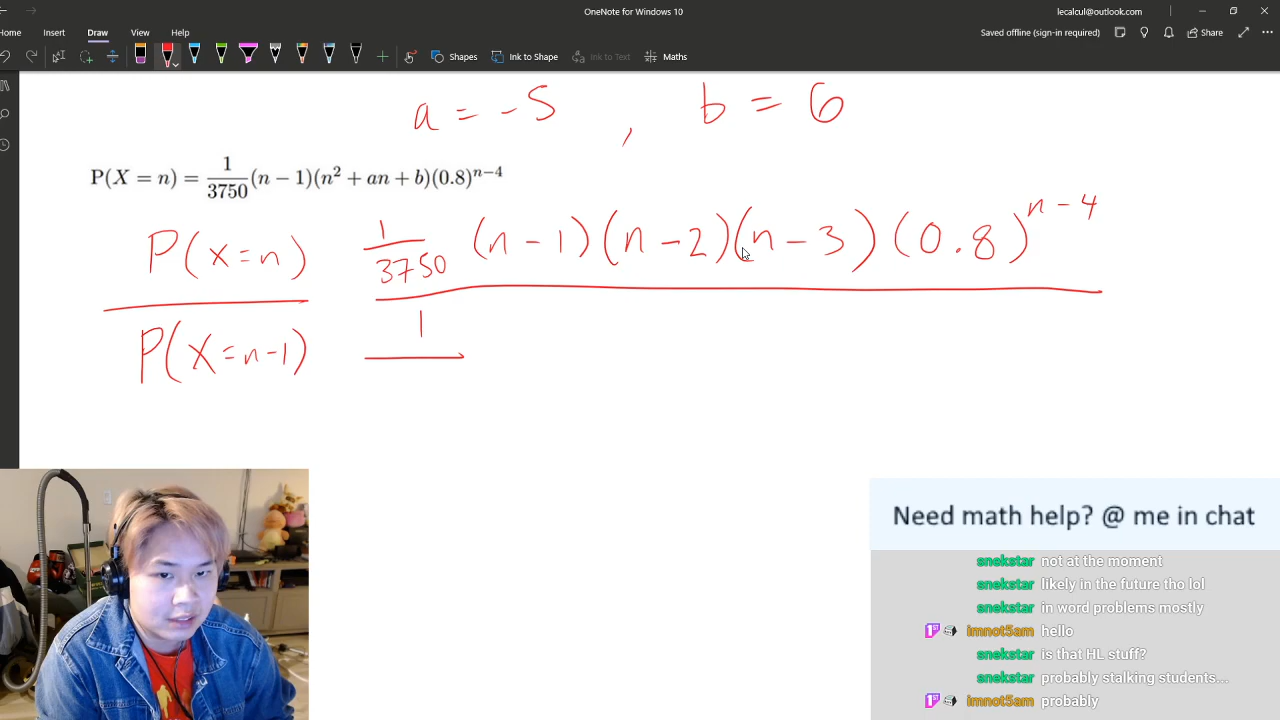 OneNote for Windows 10
lecalcul@outlook.com
Home Insert Draw View Help
Saved offline (sign-in required)
Share
Shapes Ink to Shape Ink to Text Maths
a = -5 , b = 6
P(X = n) = 1/3750 (n − 1)(n² + an + b)(0.8)ⁿ⁻⁴
P(X=n) 1/3750 (n-1)(n-2)(n-3)(0.8)ⁿ⁻⁴
P(X=n-1) 1
Need math help? @ me in chat
snekstar not at the moment
snekstar likely in the future tho lol
snekstar in word problems mostly
imnot5am hello
snekstar is that HL stuff?
snekstar probably stalking students...
imnot5am probably